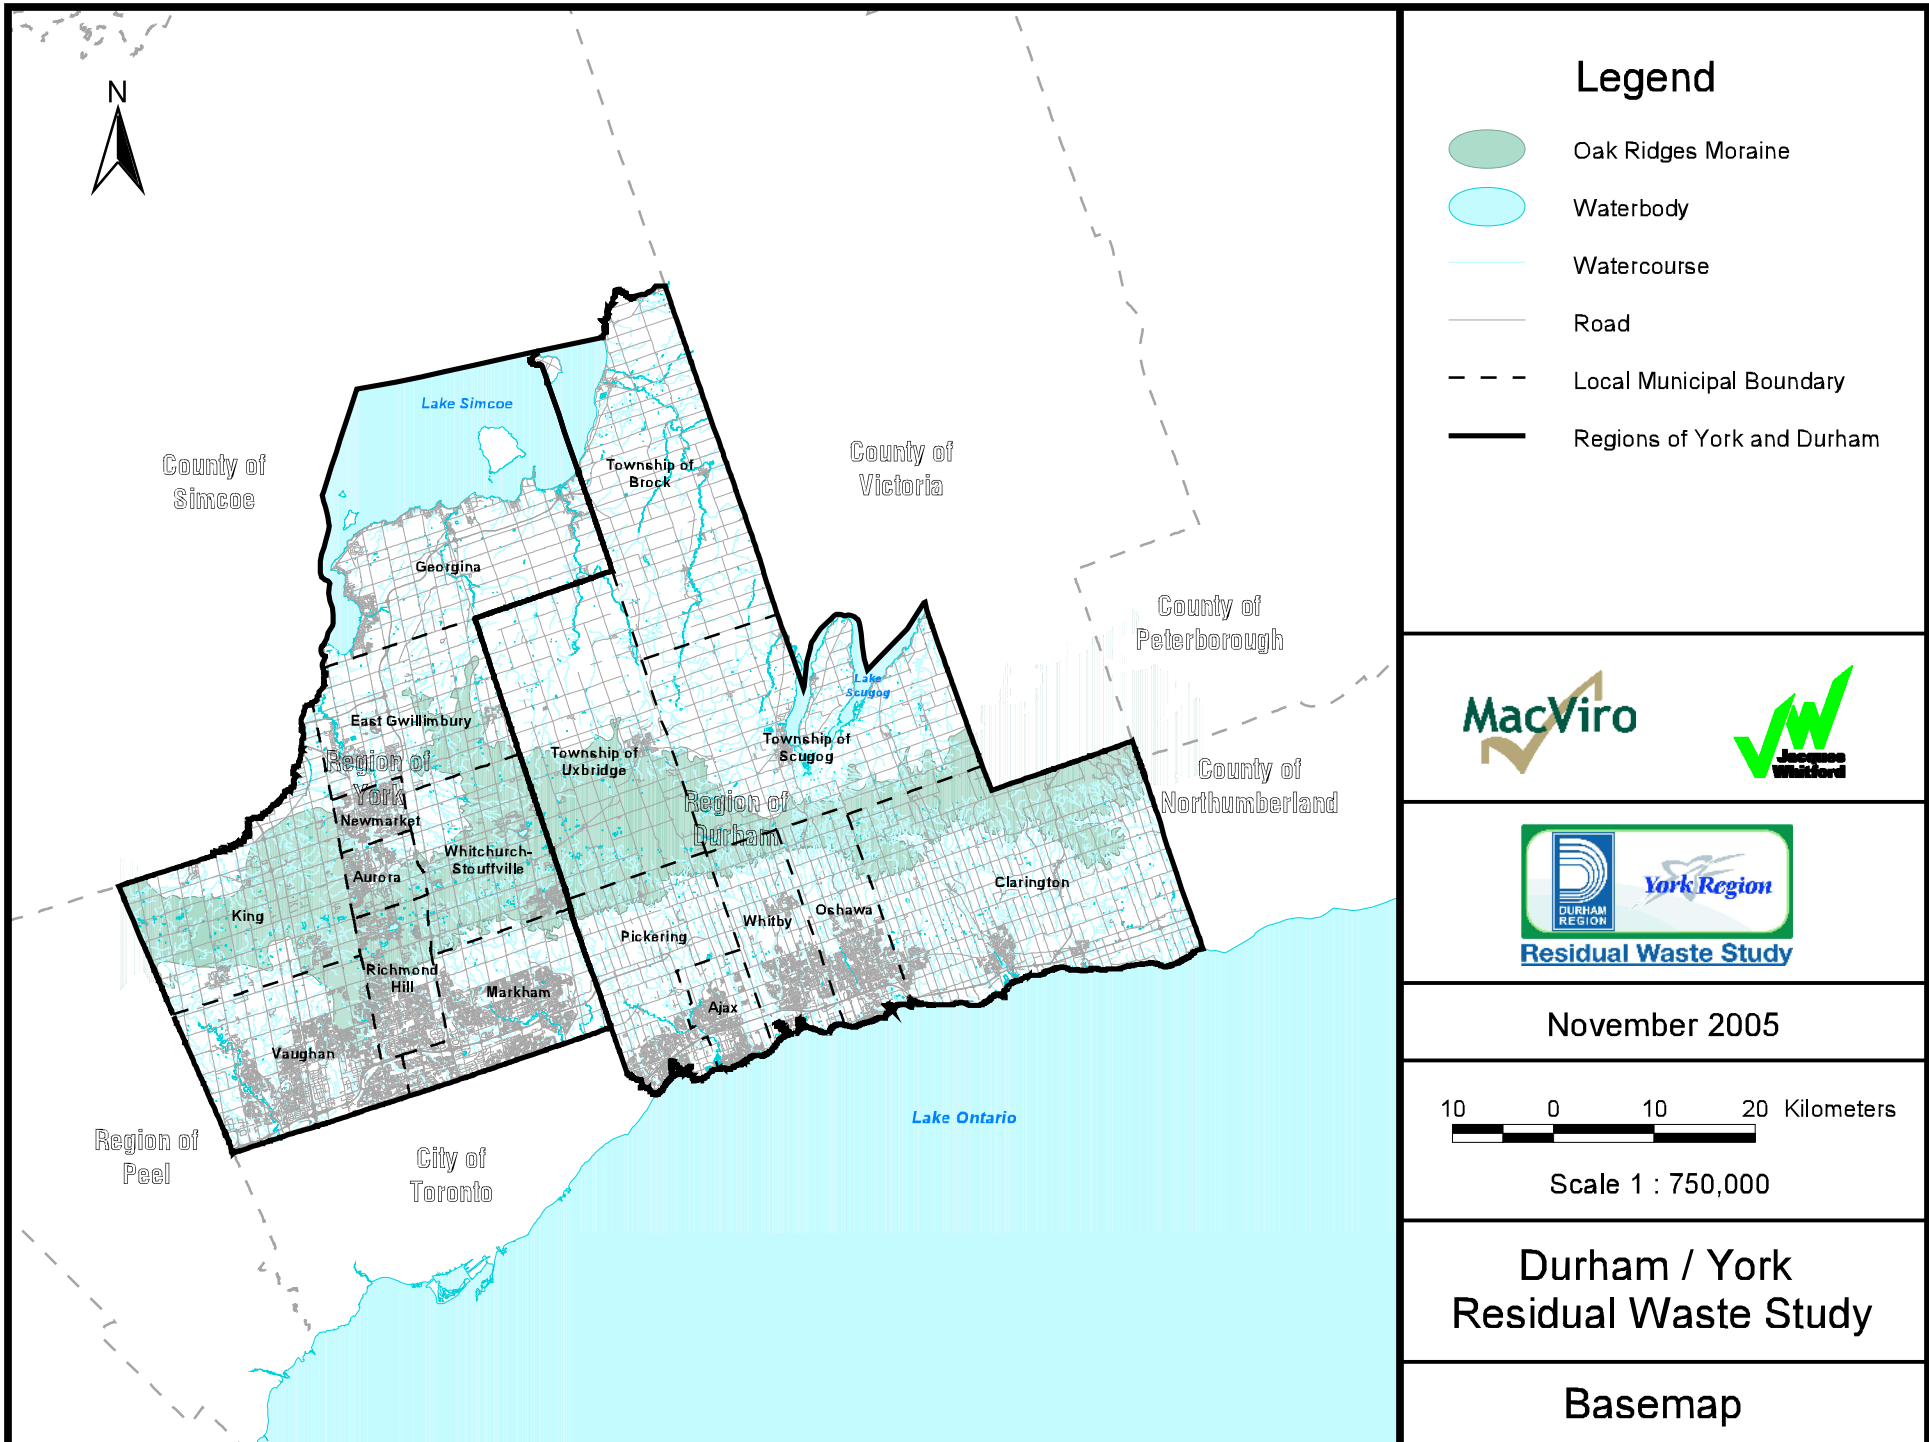 N
County of
Simcoe
Lake Simcoe
Township of
Brock
County of
Victoria
Georgina
County of
Peterborough
Lake
Scugog
East Gwillimbury
Region of
York
Township of
Uxbridge
Township of
Scugog
County of
Northumberland
Region of
Durham
Newmarket
Whitchurch-
Stouffville
Aurora
King
Clarington
Oshawa
Whitby
Pickering
Richmond
Hill
Markham
Ajax
Vaughan
Lake Ontario
Region of
Peel
City of
Toronto
Legend
Oak Ridges Moraine
Waterbody
Watercourse
Road
Local Municipal Boundary
Regions of York and Durham
MacViro
JW
Jacques
Whitford
DURHAM
REGION
York Region
Residual Waste Study
November 2005
10 0 10 20 Kilometers
Scale 1 : 750,000
Durham / York
Residual Waste Study
Basemap